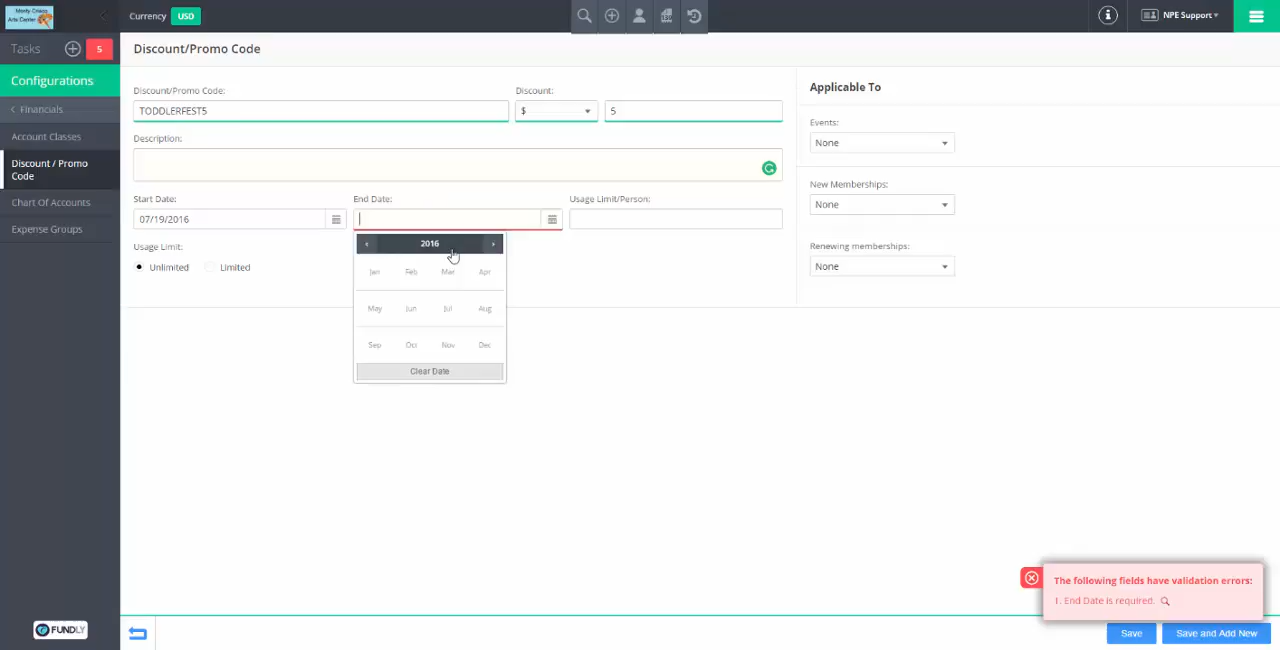 Monty Criado
Arts Center
Currency USD
NPE Support
Tasks 5
Discount/Promo Code
Configurations
Financials
Account Classes
Discount / Promo
Code
Chart Of Accounts
Expense Groups
Discount/Promo Code: Discount:
TODDLERFEST5 $ 5
Description:
Start Date: End Date: Usage Limit/Person:
07/19/2016
Usage Limit:
Unlimited Limited
2016
Jan Feb Mar Apr
May Jun Jul Aug
Sep Oct Nov Dec
Clear Date
Applicable To
Events:
None
New Memberships:
None
Renewing memberships:
None
The following fields have validation errors:
1. End Date is required.
FUNDLY
Save Save and Add New